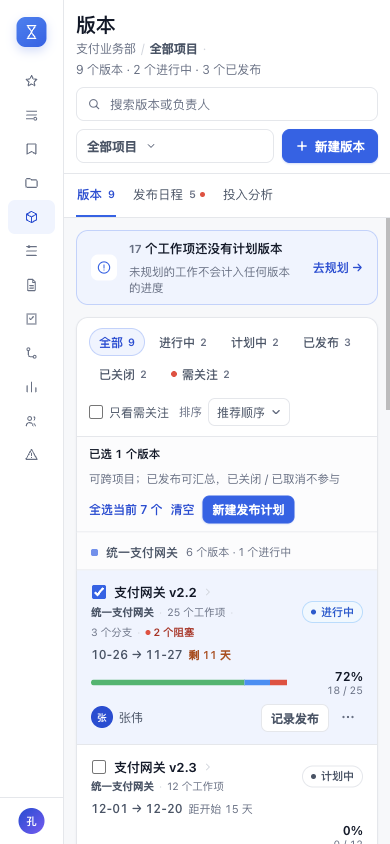 版本
支付业务部 / 全部项目 ·
9 个版本 · 2 个进行中 · 3 个已发布
搜索版本或负责人
全部项目
新建版本
版本 9 发布日程 5 投入分析
17 个工作项还没有计划版本
未规划的工作不会计入任何版本
的进度
去规划 →
全部 9 进行中 2 计划中 2 已发布 3
已关闭 2 需关注 2
只看需关注 排序 推荐顺序
已选 1 个版本
可跨项目；已发布可汇总，已关闭 / 已取消不参与
全选当前 7 个 清空 新建发布计划
统一支付网关 6 个版本 · 1 个进行中
支付网关 v2.2
统一支付网关 · 25 个工作项 ·
3 个分支 · 2 个阻塞
进行中
10-26 → 11-27 剩 11 天
72%
18 / 25
张 张伟 记录发布 ···
支付网关 v2.3
统一支付网关 · 12 个工作项
计划中
12-01 → 12-20 距开始 15 天
0%
0 / 12
孔